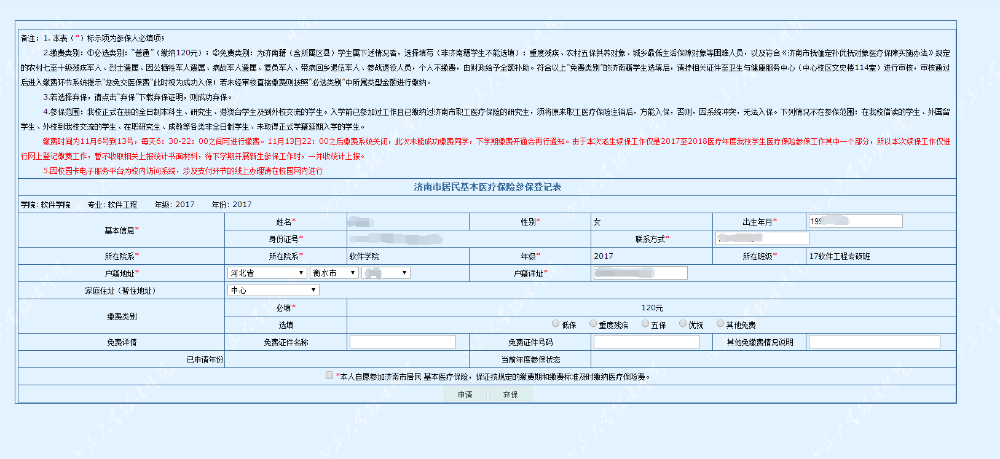 备注：1. 本表（*）标示项为参保人必填项；
2.缴费类别：①必选类别：“普通”（缴纳120元）；②免费类别：为济南籍（含所属区县）学生属下述情况者，选择填写（非济南籍学生不能选填）：重度残疾、农村五保供养对象、城乡最低生活保障对象等困难人员，以及符合《济南市抚恤定补优抚对象医疗保障实施办法》规定
的农村七至十级残疾军人、烈士遗属、因公牺牲军人遗属、病故军人遗属、复员军人、带病回乡退伍军人、参战退役人员，个人不缴费，由财政给予全额补助。符合以上“免费类别”的济南籍学生选填后，请持相关证件至卫生与健康服务中心（中心校区文史楼114室）进行审核，审核通过
后进入缴费环节系统提示“您免交医保费”此时视为成功入保；若未经审核直接缴费则按照“必选类别”中所属类型金额进行缴纳。
3.若选择弃保，请点击“弃保”下载弃保证明，则成功弃保。
4.参保范围：我校正式在册的全日制本科生、研究生、港澳台学生及到外校交流的学生。入学前已参加过工作且已缴纳过济南市职工医疗保险的研究生，须将原来职工医疗保险注销后，方能入保，否则，因系统冲突，无法入保。下列情况不在参保范围：在我校借读的学生、外国留
学生、外校到我校交流的学生、在职研究生、成教等各类非全日制学生、未取得正式学籍延期入学的学生。
缴费时间为11月6号到13号，每天6：30-22：00之间可进行缴费。11月13日22：00之后缴费系统关闭，此次未能成功缴费同学，下学期缴费开通会再行通知。由于本次老生续保工作仅是2017至2018医疗年度我校学生医疗保险参保工作其中一个部分，所以本次续保工作仅进
行网上登记缴费工作，暂不收取相关上报统计书面材料，待下学期开展新生参保工作时，一并收统计上报。
5.因校园卡电子服务平台为校内访问系统，涉及支付环节的线上办理请在校园网内进行
济南市居民基本医疗保险参保登记表
学院: 软件学院 专业: 软件工程 年级: 2017 年份: 2017
基本信息* 姓名* 性别* 女 出生年月* 199
身份证号* 联系方式*
所在院系* 所在院系* 软件学院 年级* 2017 所在班级* 17软件工程专硕班
户籍地址* 河北省 衡水市 户籍详址*
家庭住址（暂住地址） 中心
缴费类别 必填* 120元
选填 低保 重度残疾 五保 优抚 其他免费
免费详情 免费证件名称 免费证件号码 其他免缴费情况说明
已申请年份 当前年度参保状态
*本人自愿参加济南市居民 基本医疗保险，保证按规定的缴费期和缴费标准及时缴纳医疗保险费。
申请 弃保